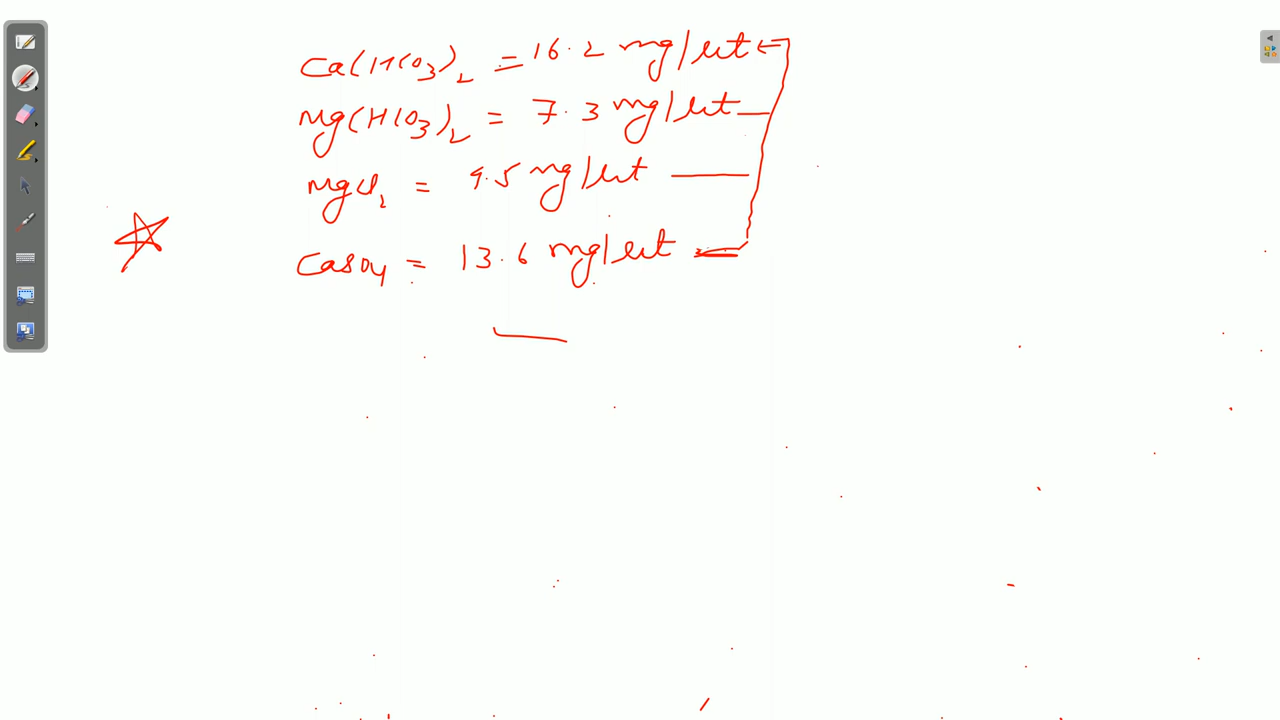 Ca(HCO3)2 = 16.2 mg/lit
Mg(HCO3)2 = 7.3 mg/lit
MgCl2 = 9.5 mg/lit
CaSO4 = 13.6 mg/lit